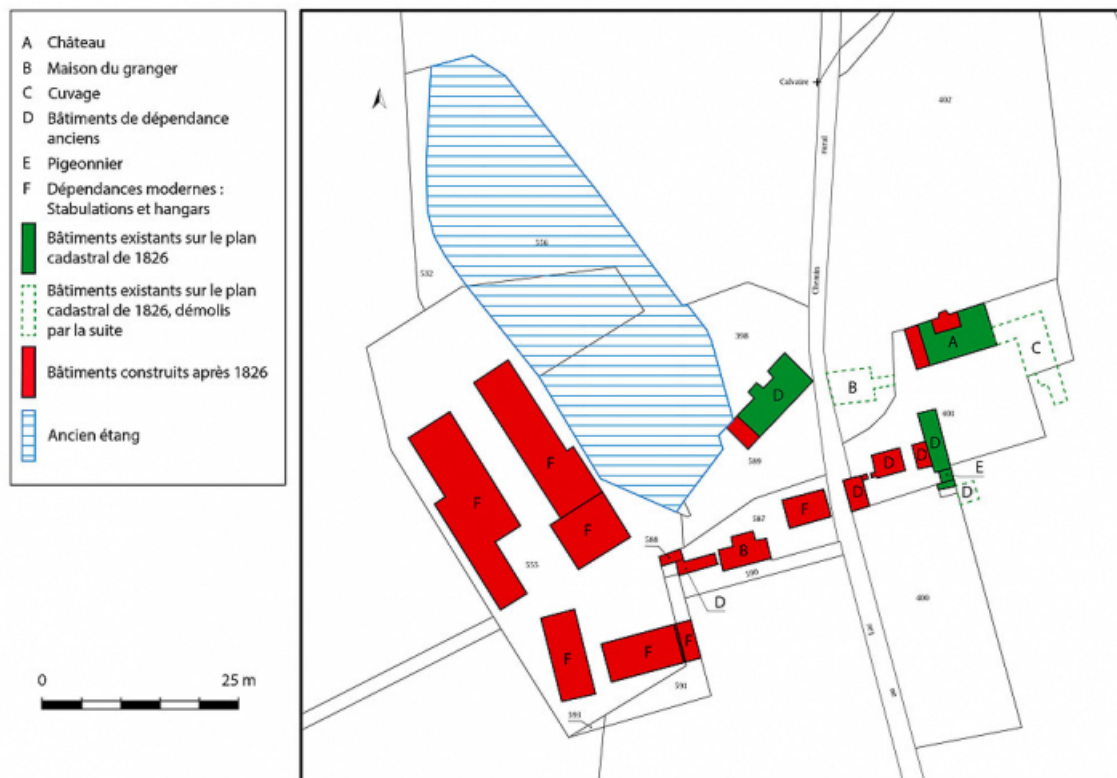 A Château
B Maison du granger
C Cuvage
D Bâtiments de dépendance
anciens
E Pigeonnier
F Dépendances modernes :
Stabulations et hangars
Bâtiments existants sur le plan
cadastral de 1826
Bâtiments existants sur le plan
cadastral de 1826, démolis
par la suite
Bâtiments construits après 1826
Ancien étang
0 25 m
Calvaire
402
rural
Chemin
556
532
398
A
C
B
D
401
D
589
D
D
E
D
D
F
F
F
F
587
F
588
B
590
555
D
400
F
F
F
591
593